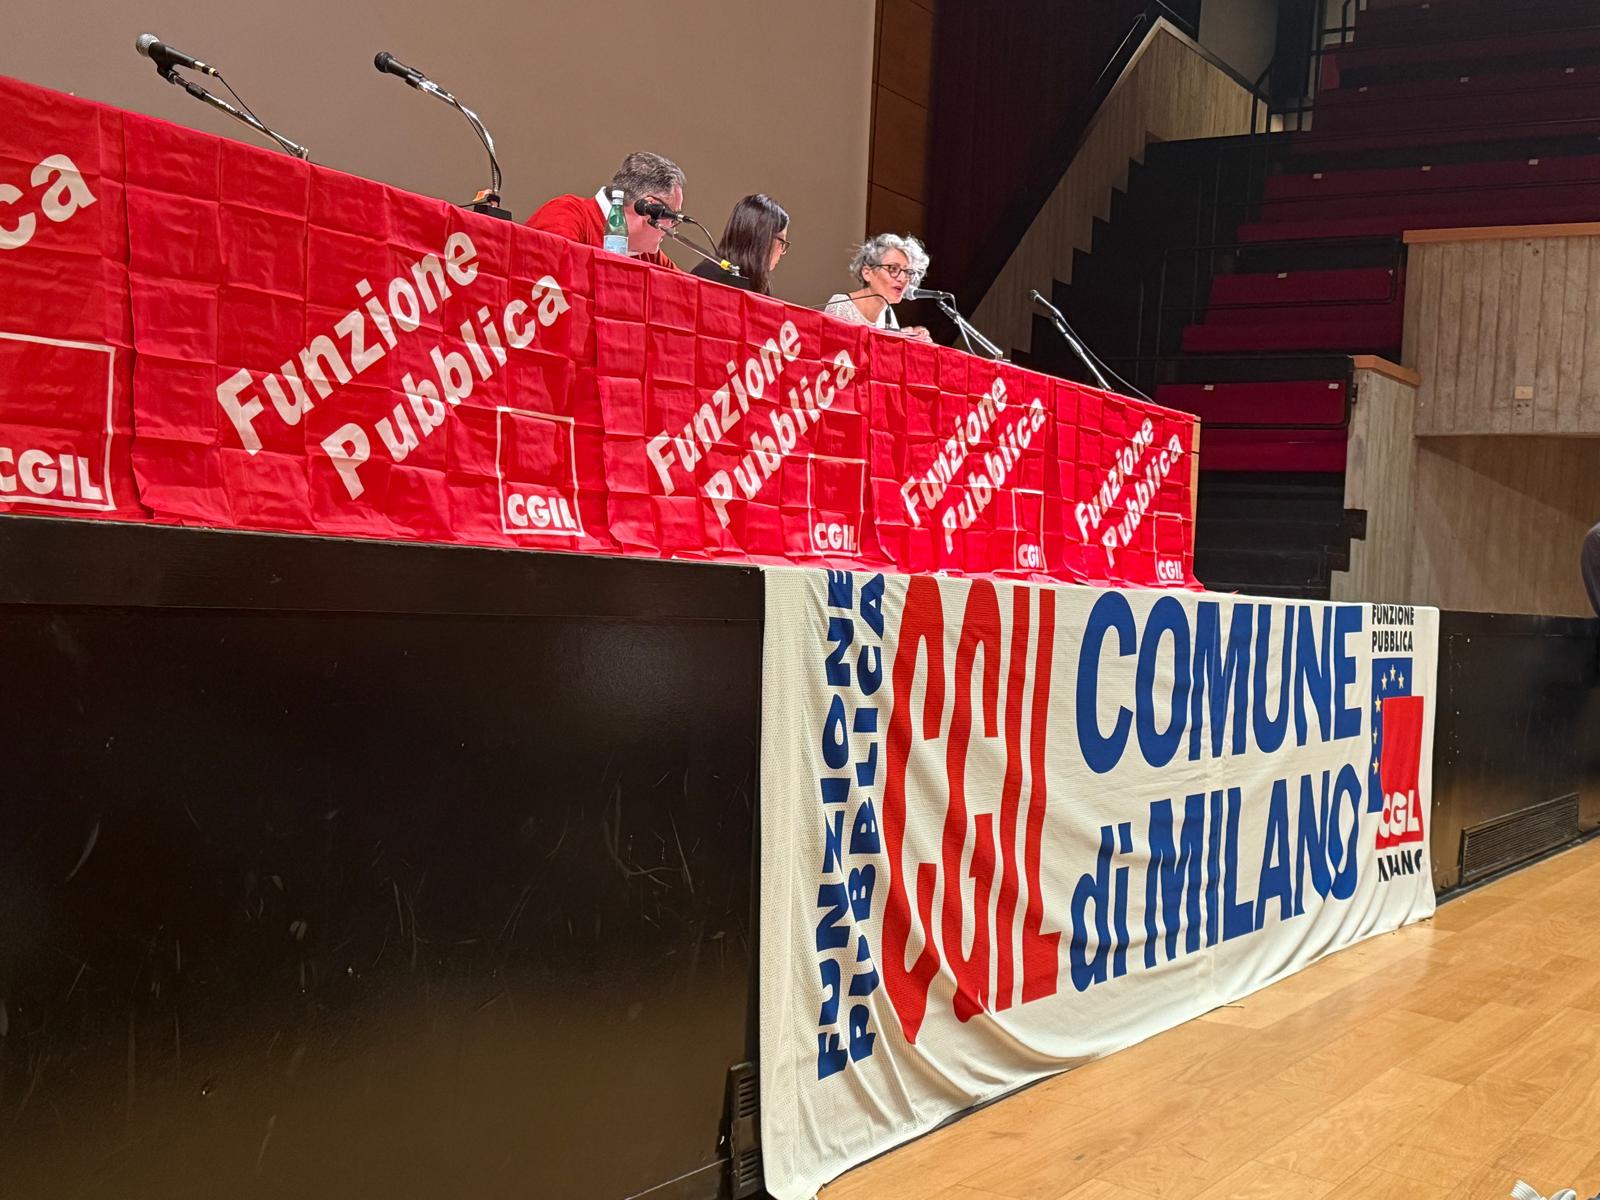 ca
CGIL
Funzione
Pubblica
CGIL
Funzione
Pubblica
CGIL
Funzione
Pubblica
CGIL
Funzione
Pubblica
CGIL
FUNZIONE
PUBBLICA
CGIL
COMUNE
di MILANO
FUNZIONE
PUBBLICA
CGIL